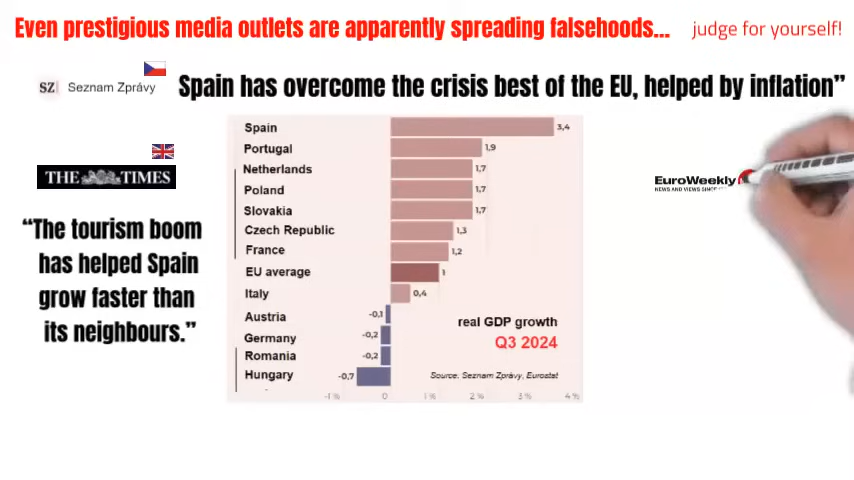 Even prestigious media outlets are apparently spreading falsehoods... judge for yourself!
SZ Seznam Zprávy Spain has overcome the crisis best of the EU, helped by inflation”
THE TIMES
“The tourism boom
has helped Spain
grow faster than
its neighbours.”
Spain 3,4
Portugal 1,9
Netherlands 1,7
Poland 1,7
Slovakia 1,7
Czech Republic 1,3
France 1,2
EU average 1
Italy 0,4
Austria -0,1
Germany -0,2
Romania -0,2
Hungary -0,7
real GDP growth
Q3 2024
Source: Seznam Zprávy, Eurostat
-1 % 0 1 % 2 % 3 % 4 %
EuroWeekly
NEWS AND VIEWS SINCE